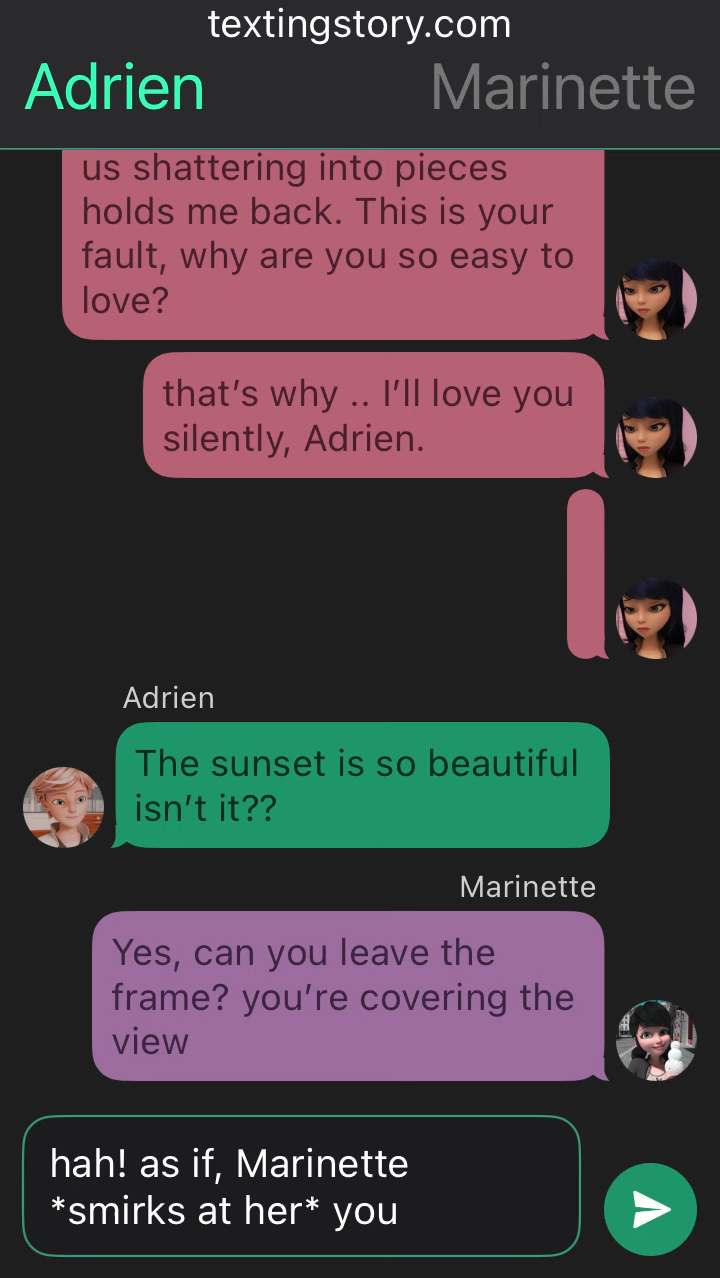 textingstory.com
Adrien
Marinette
us shattering into pieces
holds me back. This is your
fault, why are you so easy to
love?
that’s why .. I’ll love you
silently, Adrien.
Adrien
The sunset is so beautiful
isn’t it??
Marinette
Yes, can you leave the
frame? you’re covering the
view
hah! as if, Marinette
*smirks at her* you